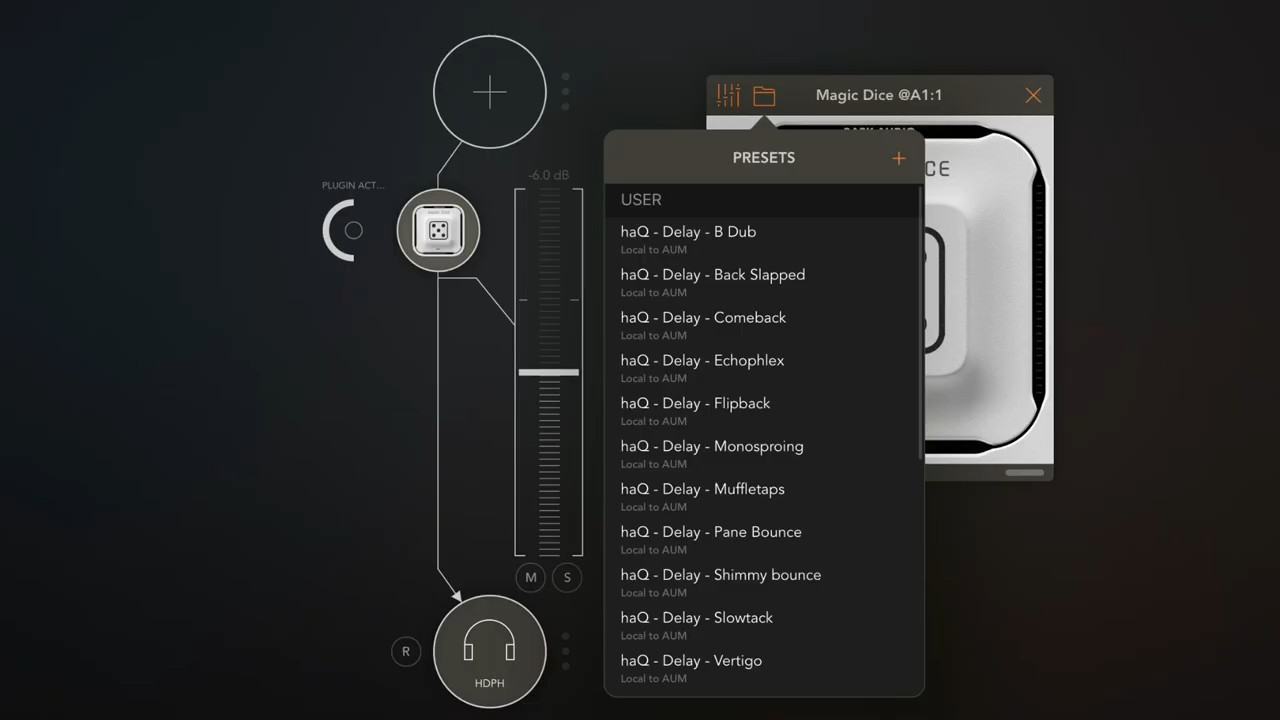 Magic Dice @A1:1
PRESETS
USER
haQ - Delay - B Dub
Local to AUM
haQ - Delay - Back Slapped
Local to AUM
haQ - Delay - Comeback
Local to AUM
haQ - Delay - Echophlex
Local to AUM
haQ - Delay - Flipback
Local to AUM
haQ - Delay - Monosproing
Local to AUM
haQ - Delay - Muffletaps
Local to AUM
haQ - Delay - Pane Bounce
Local to AUM
haQ - Delay - Shimmy bounce
Local to AUM
haQ - Delay - Slowtack
Local to AUM
haQ - Delay - Vertigo
Local to AUM
CE
PLUGIN ACT...
-6.0 dB
M S
R
HDPH